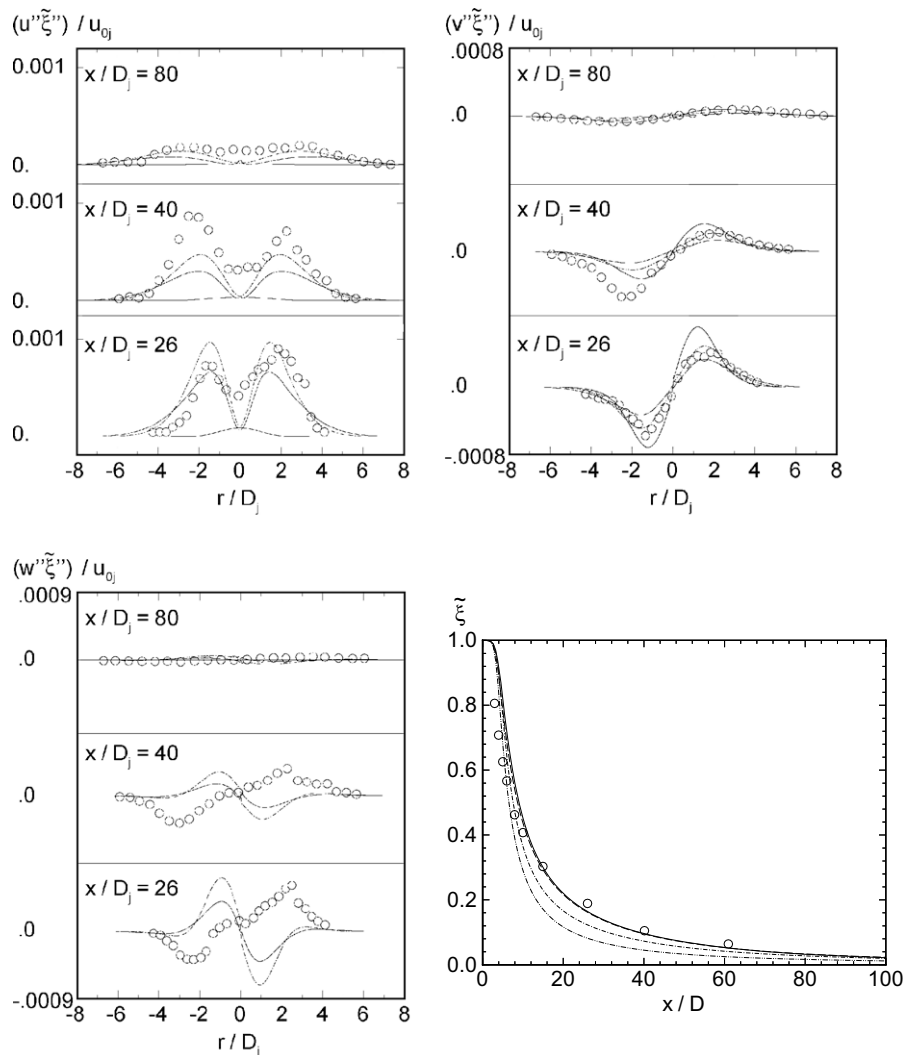 (u''ξ̃'') / u₀ⱼ
0.001
x / Dⱼ = 80
0.
0.001
x / Dⱼ = 40
0.
0.001
x / Dⱼ = 26
0.
-8 -6 -4 -2 0 2 4 6 8
r / Dⱼ
(v''ξ̃'') / u₀ⱼ
.0008
x / Dⱼ = 80
.0
x / Dⱼ = 40
.0
x / Dⱼ = 26
.0
-.0008
-8 -6 -4 -2 0 2 4 6 8
r / Dⱼ
(w''ξ̃'') / u₀ⱼ
.0009
x / Dⱼ = 80
.0
x / Dⱼ = 40
.0
x / Dⱼ = 26
.0
-.0009
-8 -6 -4 -2 0 2 4 6 8
r / Dⱼ
ξ̃
1.0
0.8
0.6
0.4
0.2
0.0
0 20 40 60 80 100
x / D